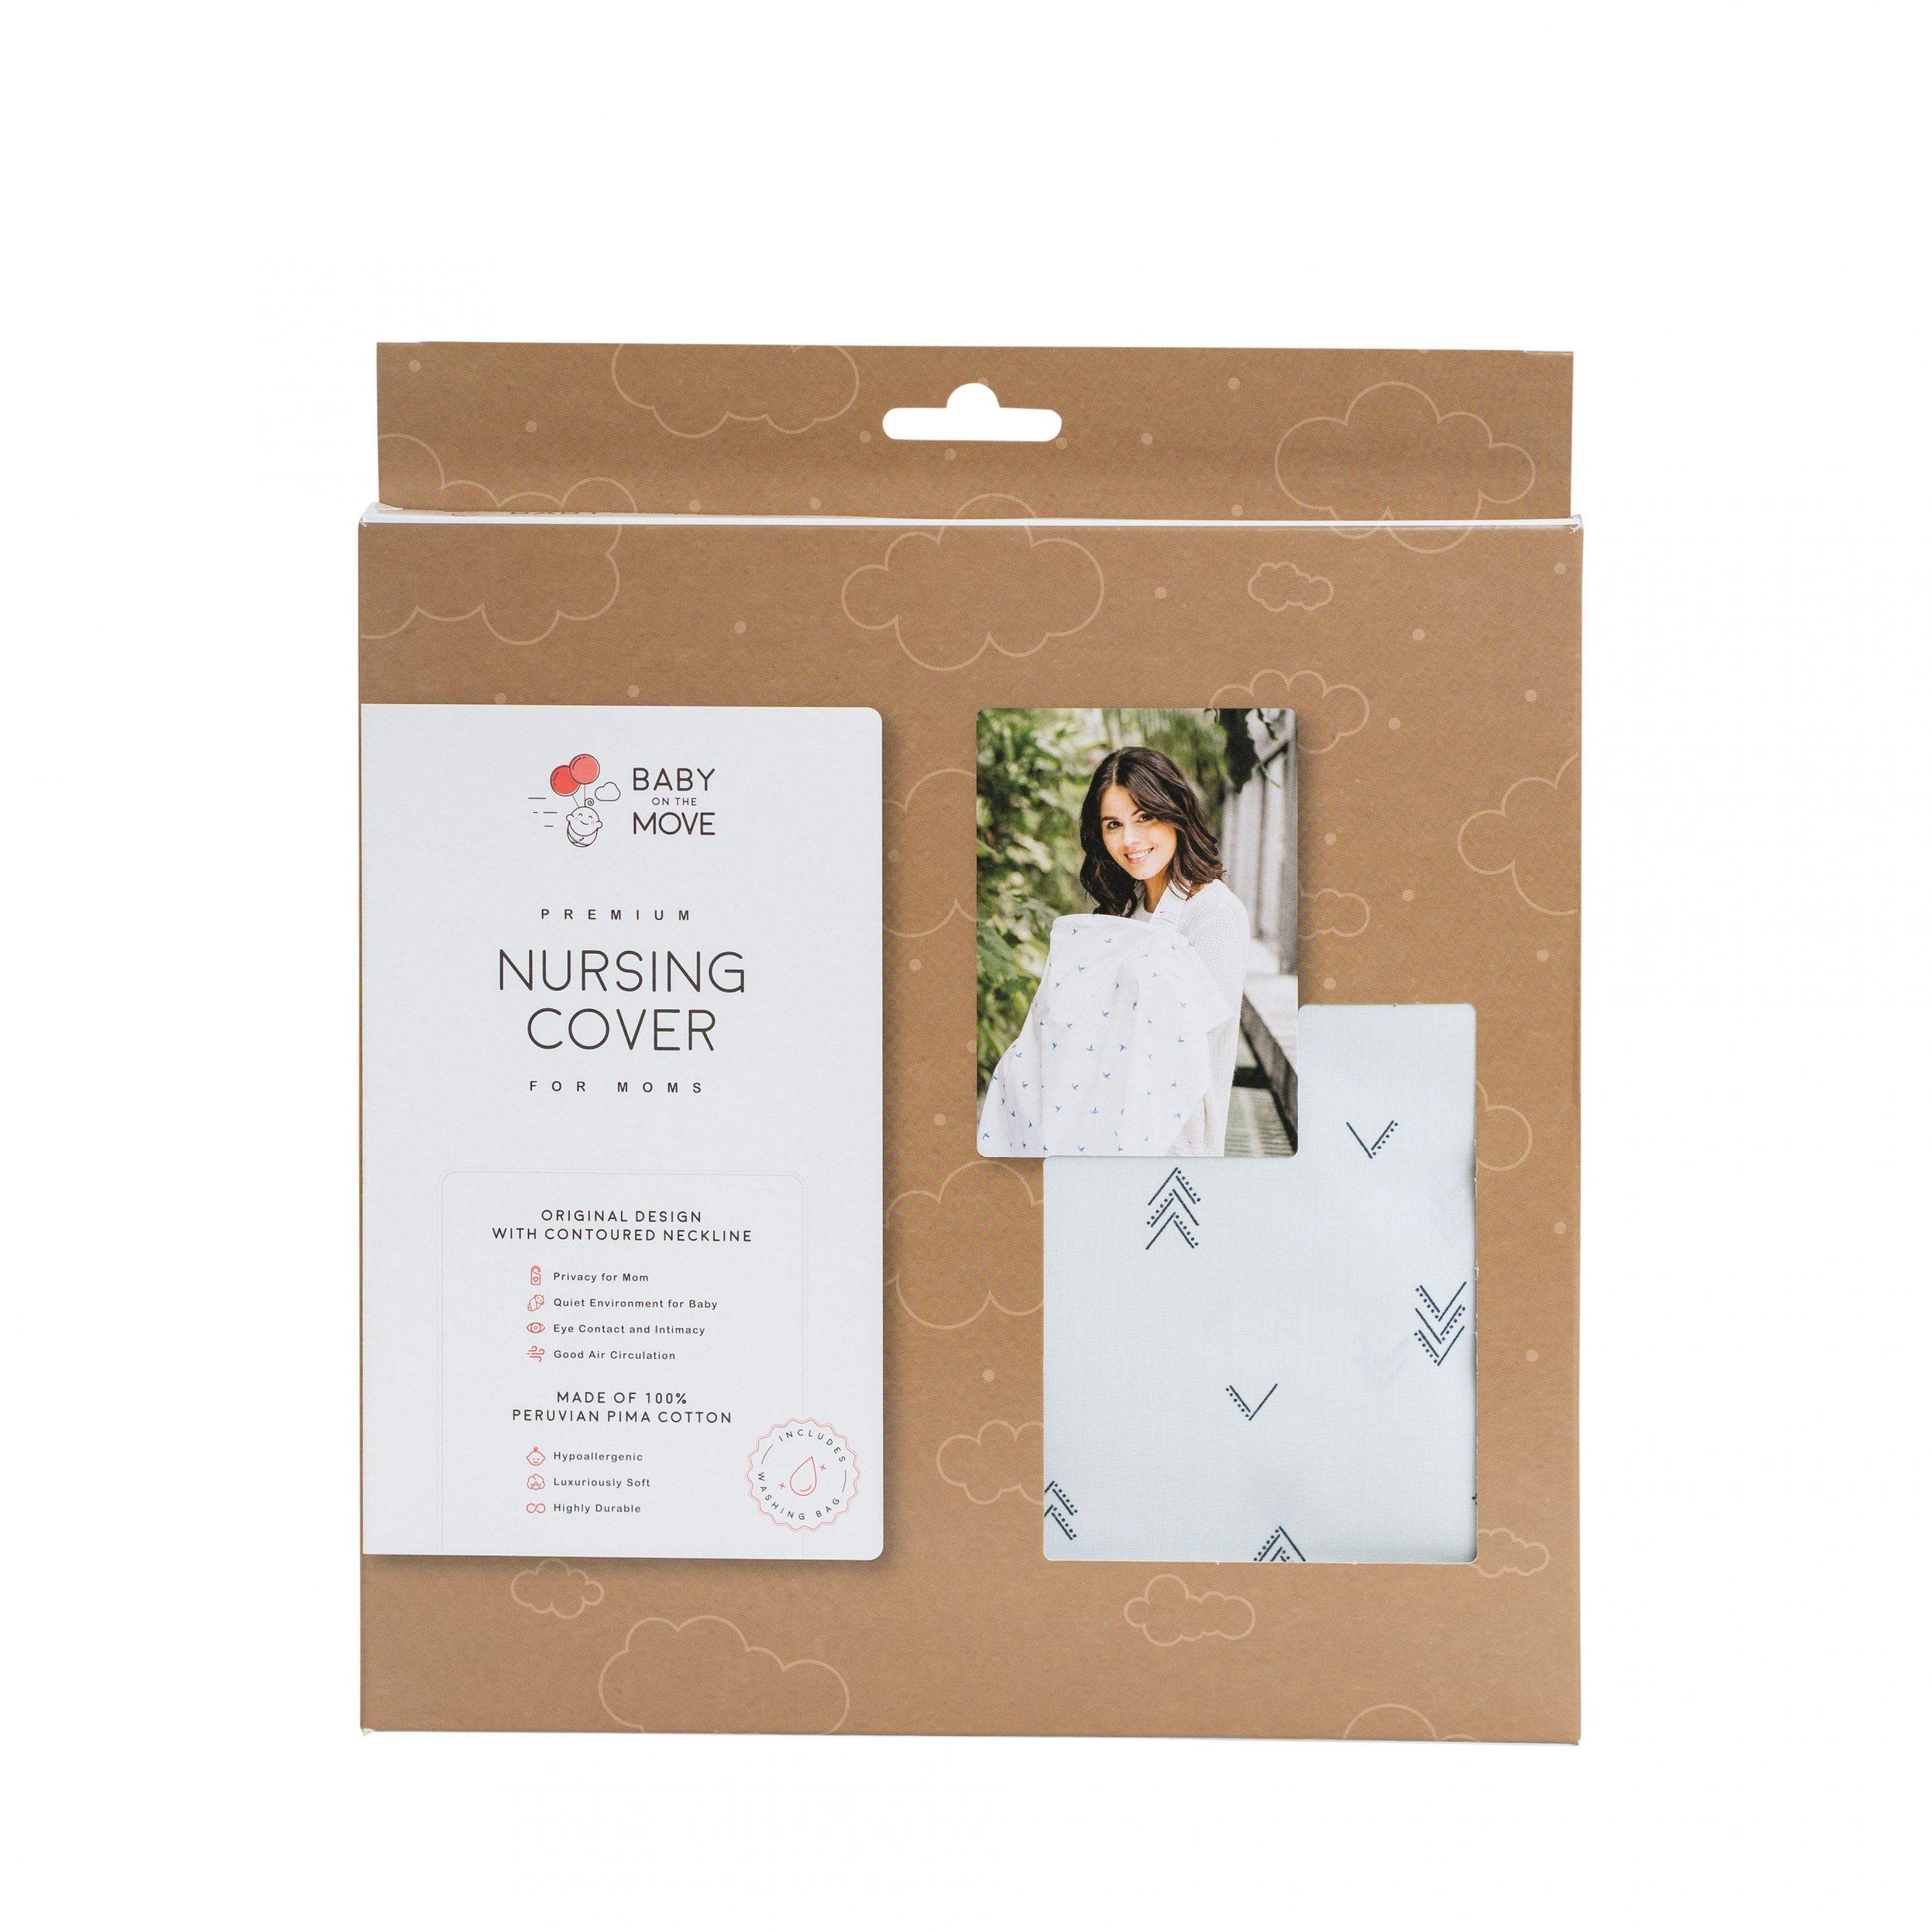 BABY
ON THE
MOVE
PREMIUM
NURSING
COVER
FOR MOMS
ORIGINAL DESIGN
WITH CONTOURED NECKLINE
Privacy for Mom
Quiet Environment for Baby
Eye Contact and Intimacy
Good Air Circulation
MADE OF 100%
PERUVIAN PIMA COTTON
Hypoallergenic
Luxuriously Soft
Highly Durable
INCLUDES
WASHING BAG